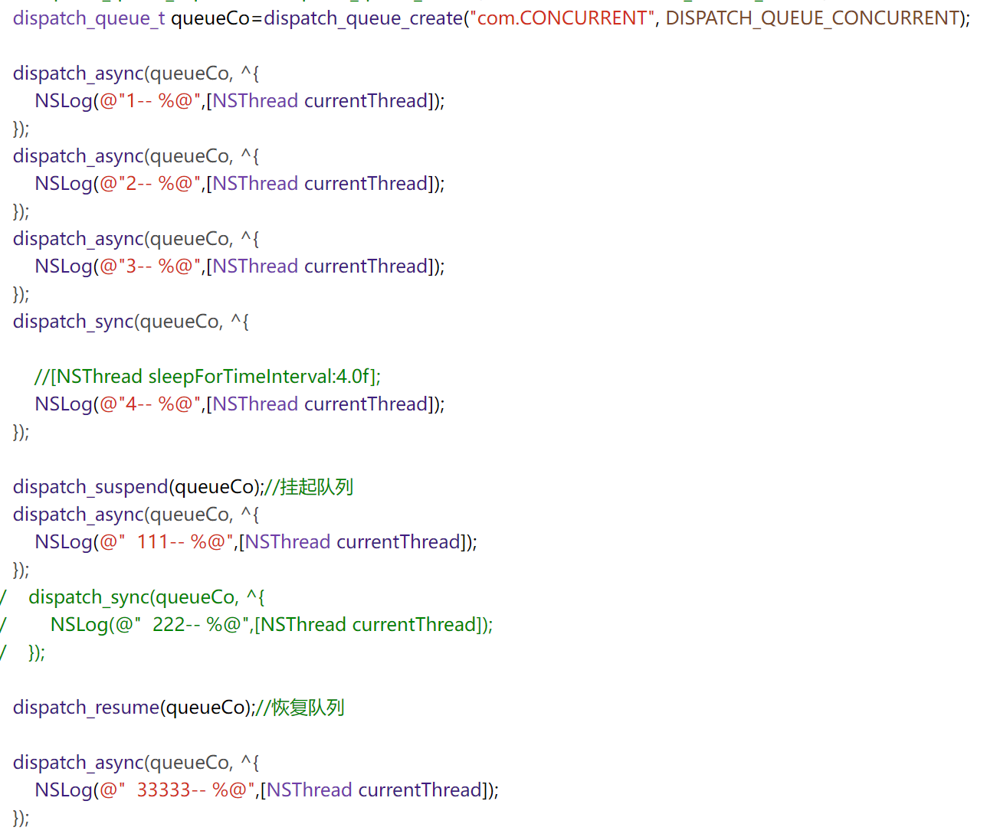 dispatch_queue_t queueCo=dispatch_queue_create("com.CONCURRENT", DISPATCH_QUEUE_CONCURRENT);
dispatch_async(queueCo, ^{
NSLog(@"1-- %@",[NSThread currentThread]);
});
dispatch_async(queueCo, ^{
NSLog(@"2-- %@",[NSThread currentThread]);
});
dispatch_async(queueCo, ^{
NSLog(@"3-- %@",[NSThread currentThread]);
});
dispatch_sync(queueCo, ^{
//[NSThread sleepForTimeInterval:4.0f];
NSLog(@"4-- %@",[NSThread currentThread]);
});
dispatch_suspend(queueCo);//挂起队列
dispatch_async(queueCo, ^{
NSLog(@"  111-- %@",[NSThread currentThread]);
});
/    dispatch_sync(queueCo, ^{
/        NSLog(@"  222-- %@",[NSThread currentThread]);
/    });
dispatch_resume(queueCo);//恢复队列
dispatch_async(queueCo, ^{
NSLog(@"  33333-- %@",[NSThread currentThread]);
});